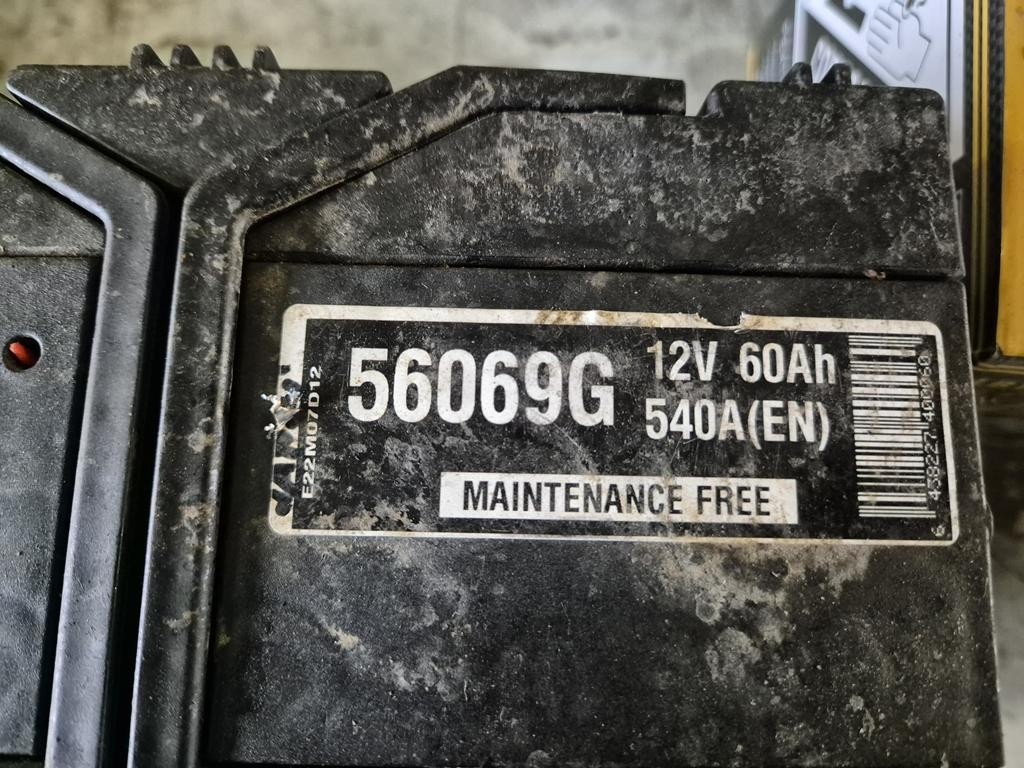 56069G
12V 60Ah
540A(EN)
MAINTENANCE FREE
E22M07D12